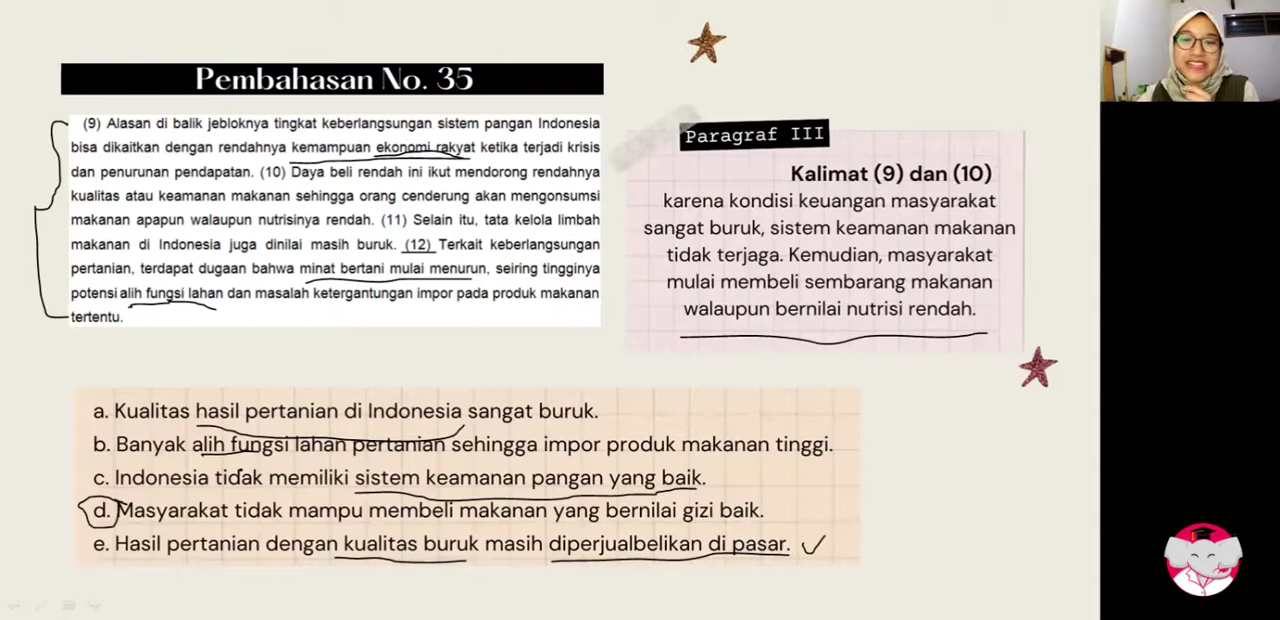 Pembahasan No. 35
(9) Alasan di balik jebloknya tingkat keberlangsungan sistem pangan Indonesia
bisa dikaitkan dengan rendahnya kemampuan ekonomi rakyat ketika terjadi krisis
dan penurunan pendapatan. (10) Daya beli rendah ini ikut mendorong rendahnya
kualitas atau keamanan makanan sehingga orang cenderung akan mengonsumsi
makanan apapun walaupun nutrisinya rendah. (11) Selain itu, tata kelola limbah
makanan di Indonesia juga dinilai masih buruk. (12) Terkait keberlangsungan
pertanian, terdapat dugaan bahwa minat bertani mulai menurun, seiring tingginya
potensi alih fungsi lahan dan masalah ketergantungan impor pada produk makanan
tertentu.
Paragraf III
Kalimat (9) dan (10)
karena kondisi keuangan masyarakat
sangat buruk, sistem keamanan makanan
tidak terjaga. Kemudian, masyarakat
mulai membeli sembarang makanan
walaupun bernilai nutrisi rendah.
a. Kualitas hasil pertanian di Indonesia sangat buruk.
b. Banyak alih fungsi lahan pertanian sehingga impor produk makanan tinggi.
c. Indonesia tidak memiliki sistem keamanan pangan yang baik.
d. Masyarakat tidak mampu membeli makanan yang bernilai gizi baik.
e. Hasil pertanian dengan kualitas buruk masih diperjualbelikan di pasar.